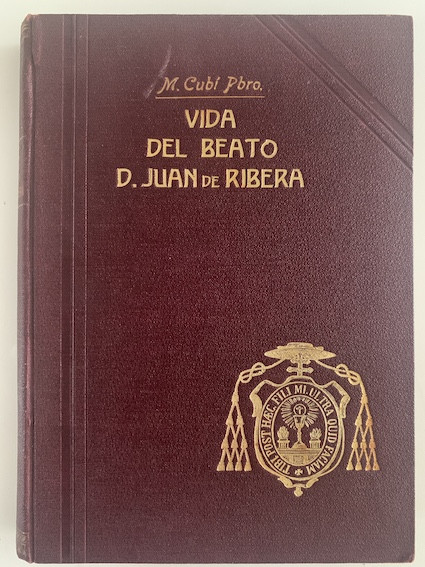 M. Cubí Pbro.
VIDA
DEL BEATO
D. JUAN DE RIBERA
TIBI POST HÆC, FILI MI, ULTRA QUID FACIAM